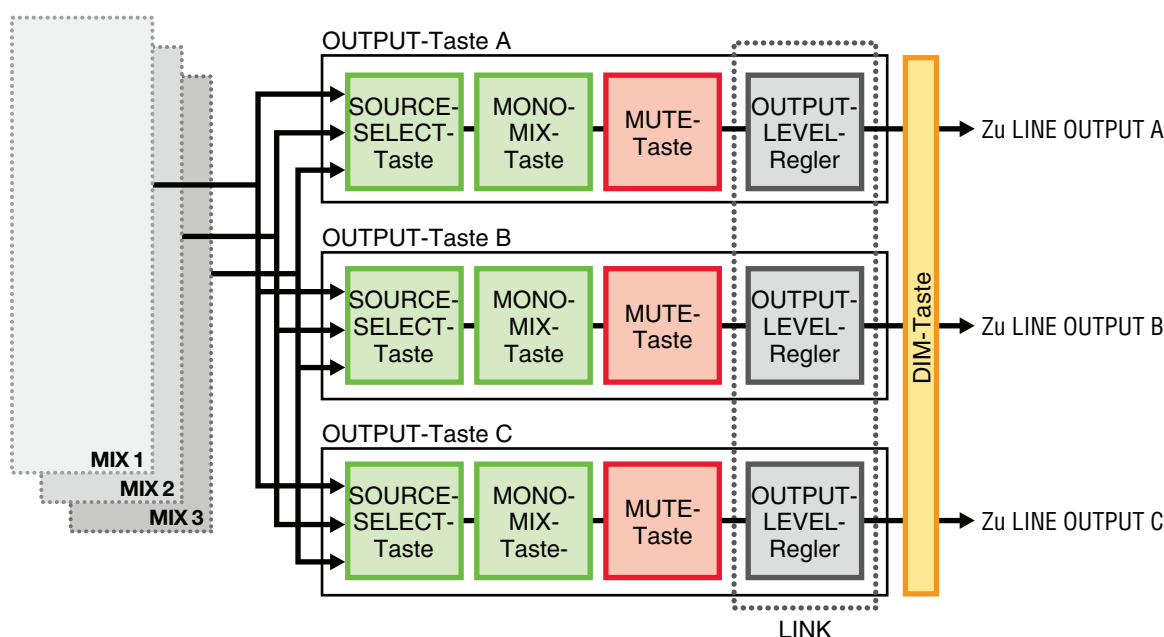 OUTPUT-Taste A
SOURCE-
SELECT-
Taste
MONO-
MIX-
Taste
MUTE-
Taste
OUTPUT-
LEVEL-
Regler
Zu LINE OUTPUT A
OUTPUT-Taste B
SOURCE-
SELECT-
Taste
MONO-
MIX-
Taste
MUTE-
Taste
OUTPUT-
LEVEL-
Regler
Zu LINE OUTPUT B
DIM-Taste
OUTPUT-Taste C
SOURCE-
SELECT-
Taste
MONO-
MIX-
Taste-
MUTE-
Taste
OUTPUT-
LEVEL-
Regler
Zu LINE OUTPUT C
MIX 1
MIX 2
MIX 3
LINK